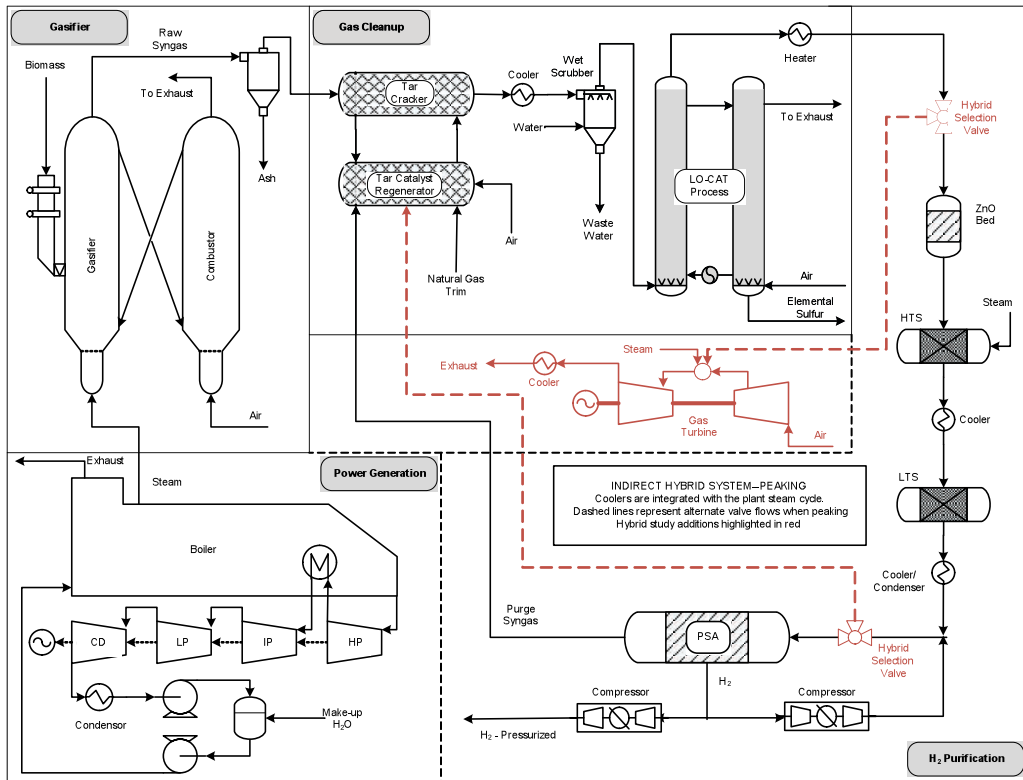 Gasifier
Raw
Syngas
Biomass
To Exhaust
Ash
Gasifier
Combustor
Air
Gas Cleanup
Tar
Cracker
Cooler
Wet
Scrubber
Water
Tar Catalyst
Regenerator
Air
Natural Gas
Trim
Waste
Water
LO-CAT
Process
Heater
To Exhaust
Air
Elemental
Sulfur
Hybrid
Selection
Valve
ZnO
Bed
HTS
Steam
Cooler
LTS
Cooler/
Condenser
Steam
Exhaust
Cooler
Gas
Turbine
Air
Exhaust
Steam
Power Generation
Boiler
CD
LP
IP
HP
Condensor
Make-up
H₂O
INDIRECT HYBRID SYSTEM—PEAKING
Coolers are integrated with the plant steam cycle.
Dashed lines represent alternate valve flows when peaking
Hybrid study additions highlighted in red
Purge
Syngas
PSA
Hybrid
Selection
Valve
H₂
Compressor
Compressor
H₂ - Pressurized
H₂ Purification